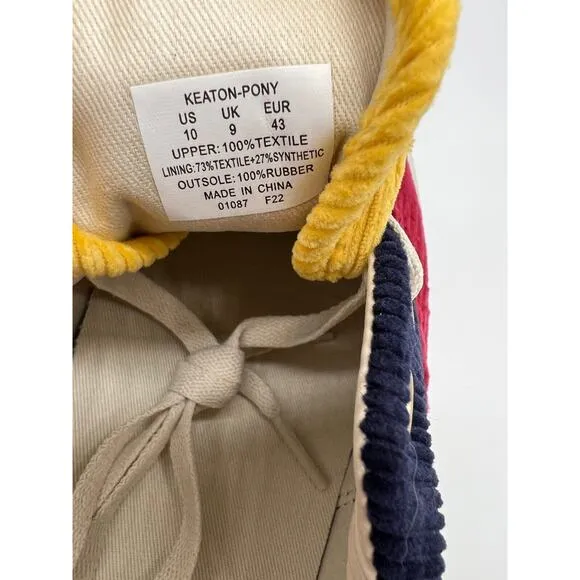 KEATON-PONY
US UK EUR
10 9 43
UPPER:100%TEXTILE
LINING:73%TEXTILE+27%SYNTHETIC
OUTSOLE:100%RUBBER
MADE IN CHINA
01087 F22